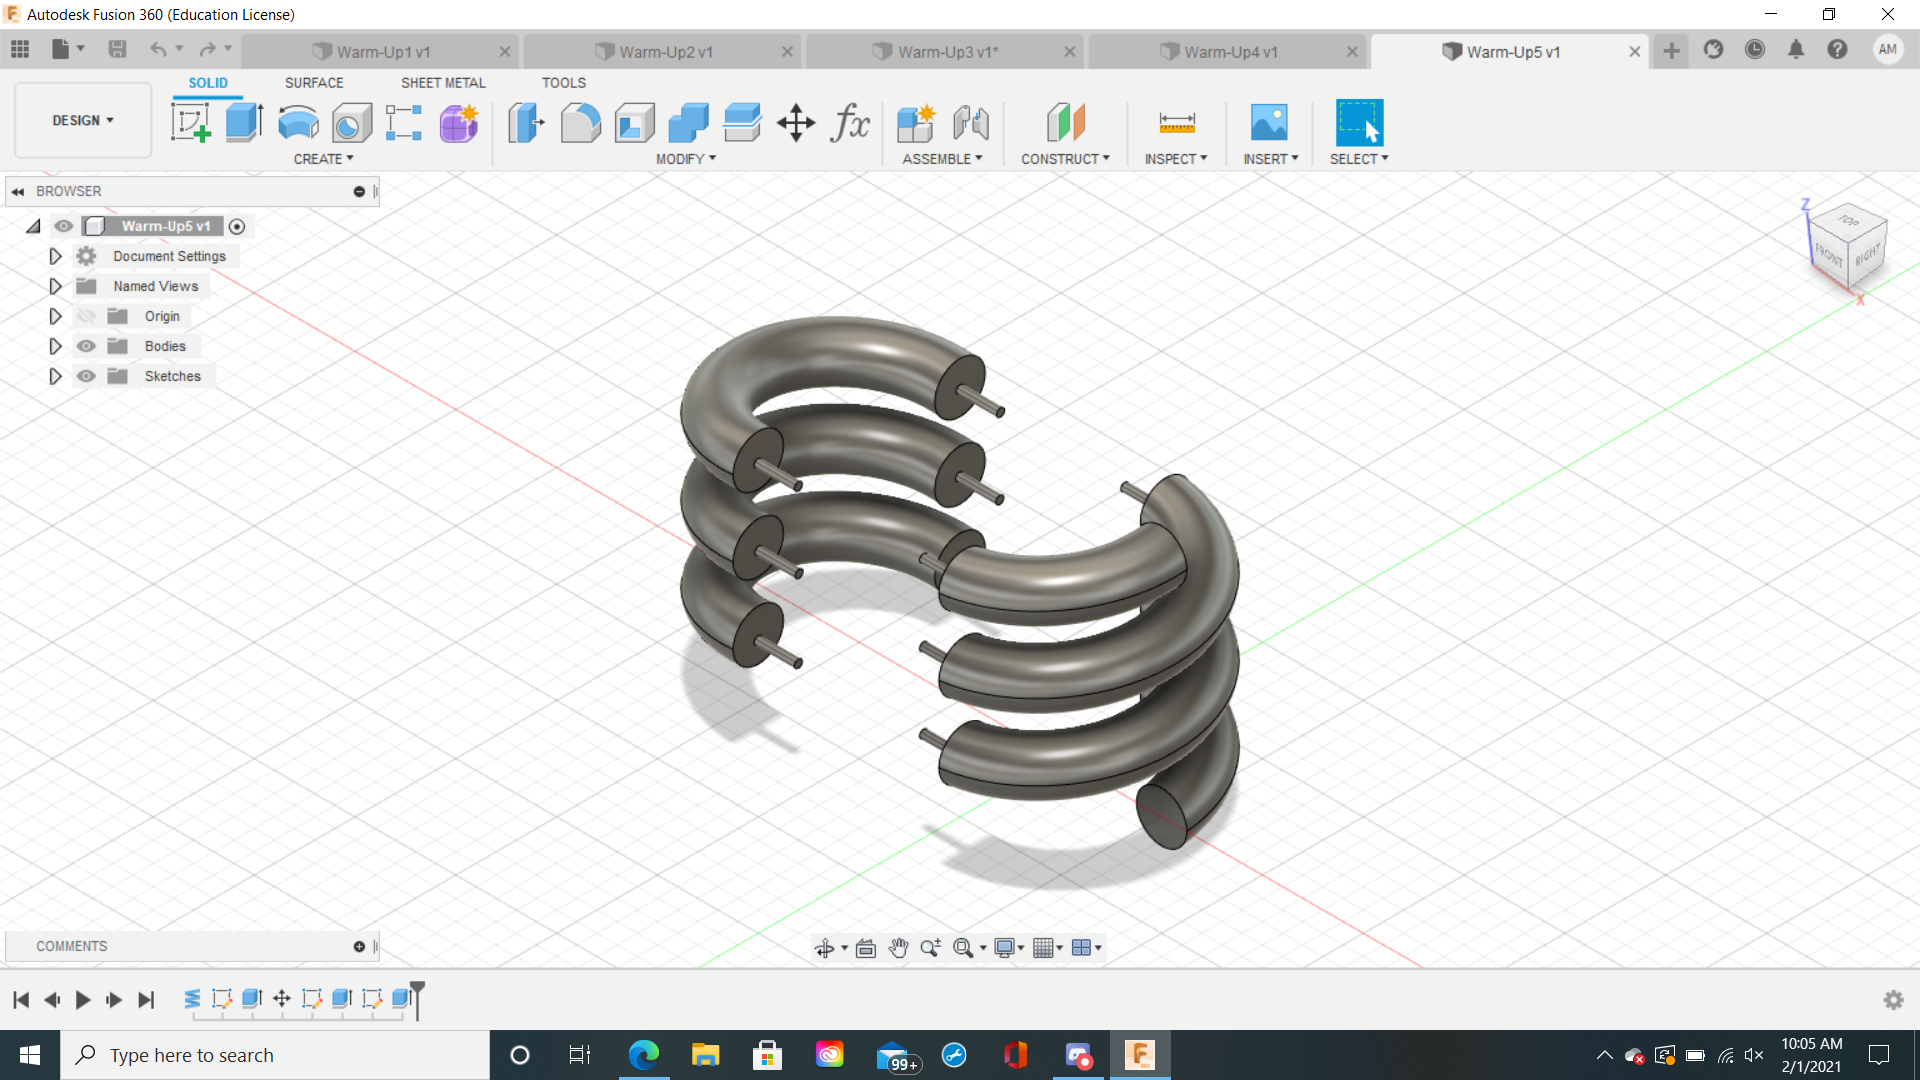 Autodesk Fusion 360 (Education License)
Warm-Up1 v1
Warm-Up2 v1
Warm-Up3 v1*
Warm-Up4 v1
Warm-Up5 v1
AM
SOLID
SURFACE
SHEET METAL
TOOLS
DESIGN
fx
CREATE
MODIFY
ASSEMBLE
CONSTRUCT
INSPECT
INSERT
SELECT
BROWSER
Warm-Up5 v1
Document Settings
Named Views
Origin
Bodies
Sketches
Z
TOP
FRONT
RIGHT
X
COMMENTS
Type here to search
99+
10:05 AM
2/1/2021